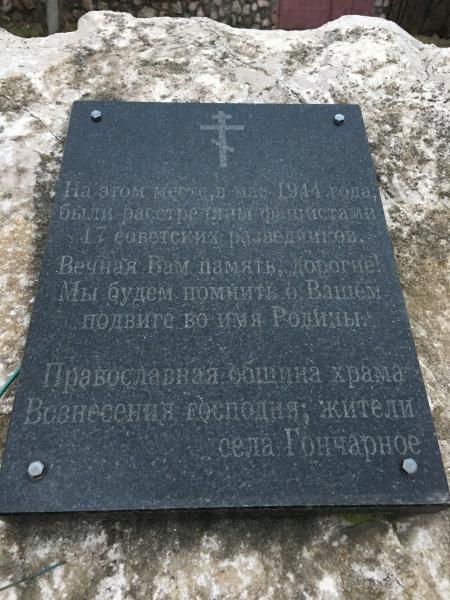 На этом месте, в мае 1944 года,
были расстреляны фашистами
17 советских разведчиков.
Вечная Вам память, дорогие!
Мы будем помнить о Вашем
подвиге во имя Родины.
Православная община храма
Вознесения господня; жители
села Гончарное